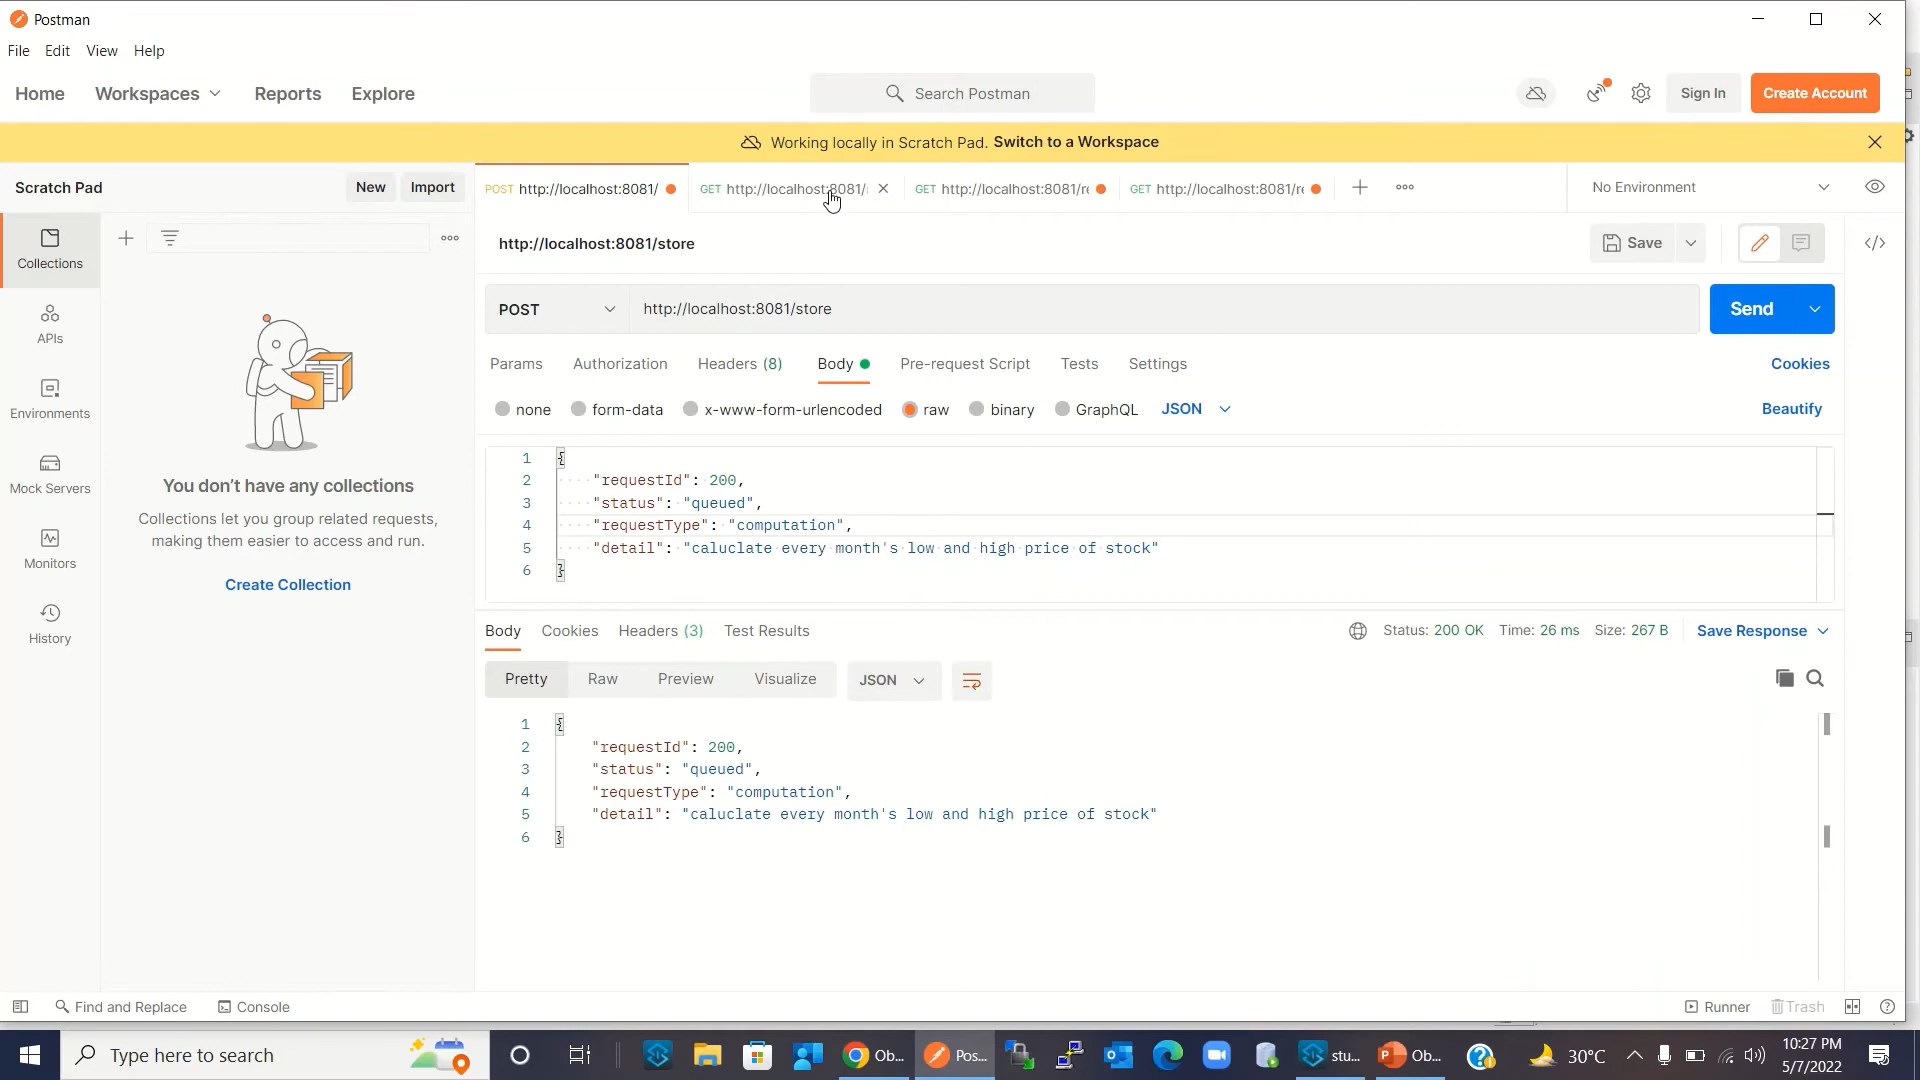 Postman
File Edit View Help
Home Workspaces Reports Explore Search Postman Sign In Create Account
Working locally in Scratch Pad. Switch to a Workspace
Scratch Pad New Import POST http://localhost:8081/ GET http://localhost:8081/ GET http://localhost:8081/re GET http://localhost:8081/re No Environment
http://localhost:8081/store Save
Collections
APIs
Environments
Mock Servers
Monitors
History
You don't have any collections
Collections let you group related requests,
making them easier to access and run.
Create Collection
POST http://localhost:8081/store Send
Params Authorization Headers (8) Body Pre-request Script Tests Settings Cookies
none form-data x-www-form-urlencoded raw binary GraphQL JSON Beautify
1 {
2 "requestId": 200,
3 "status": "queued",
4 "requestType": "computation",
5 "detail": "caluclate every month's low and high price of stock"
6 }
Body Cookies Headers (3) Test Results Status: 200 OK Time: 26 ms Size: 267 B Save Response
Pretty Raw Preview Visualize JSON
1 {
2 "requestId": 200,
3 "status": "queued",
4 "requestType": "computation",
5 "detail": "caluclate every month's low and high price of stock"
6 }
Find and Replace Console Runner Trash
Type here to search Ob... Pos... stu... Ob... 30°C 10:27 PM
5/7/2022